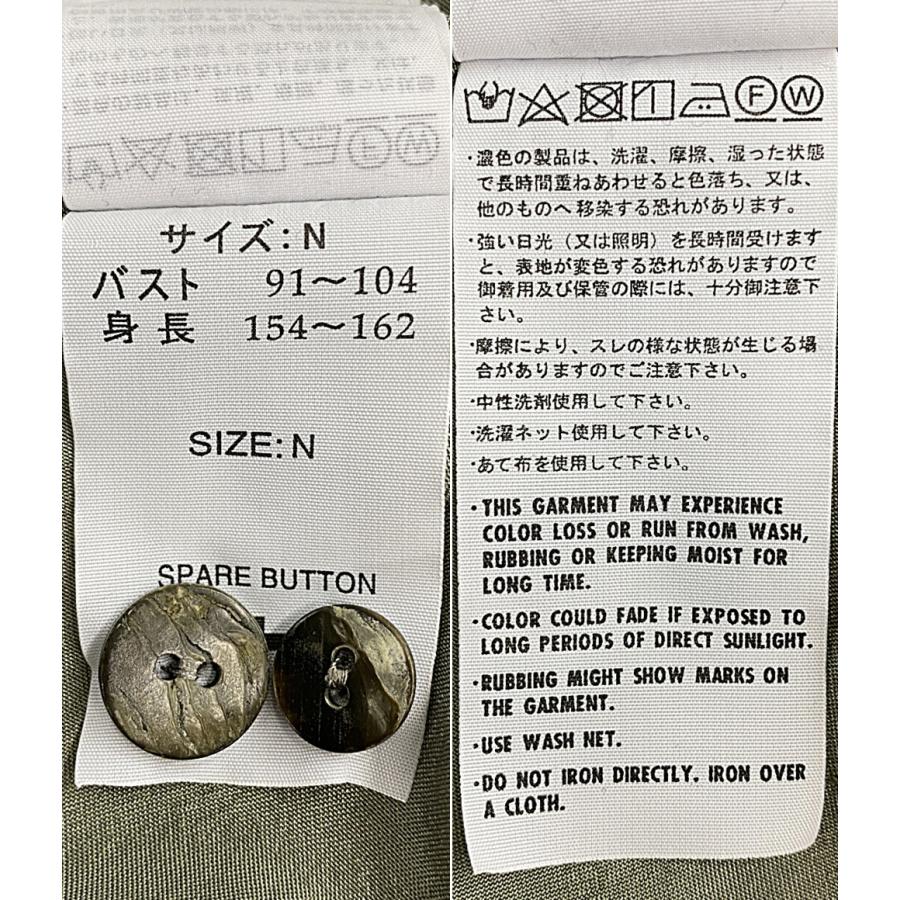 サイズ: N
バスト 91～104
身長 154～162
SIZE: N
SPARE BUTTON
F W
・濃色の製品は、洗濯、摩擦、湿った状態
で長時間重ねあわせると色落ち、又は、
他のものへ移染する恐れがあります。
・強い日光（又は照明）を長時間受けます
と、表地が変色する恐れがありますので
御着用及び保管の際には、十分御注意下
さい。
・摩擦により、スレの様な状態が生じる場
合がありますのでご注意下さい。
・中性洗剤使用して下さい。
・洗濯ネット使用して下さい。
・あて布を使用して下さい。
・THIS GARMENT MAY EXPERIENCE
COLOR LOSS OR RUN FROM WASH,
RUBBING OR KEEPING MOIST FOR
LONG TIME.
・COLOR COULD FADE IF EXPOSED TO
LONG PERIODS OF DIRECT SUNLIGHT.
・RUBBING MIGHT SHOW MARKS ON
THE GARMENT.
・USE WASH NET.
・DO NOT IRON DIRECTLY. IRON OVER
A CLOTH.